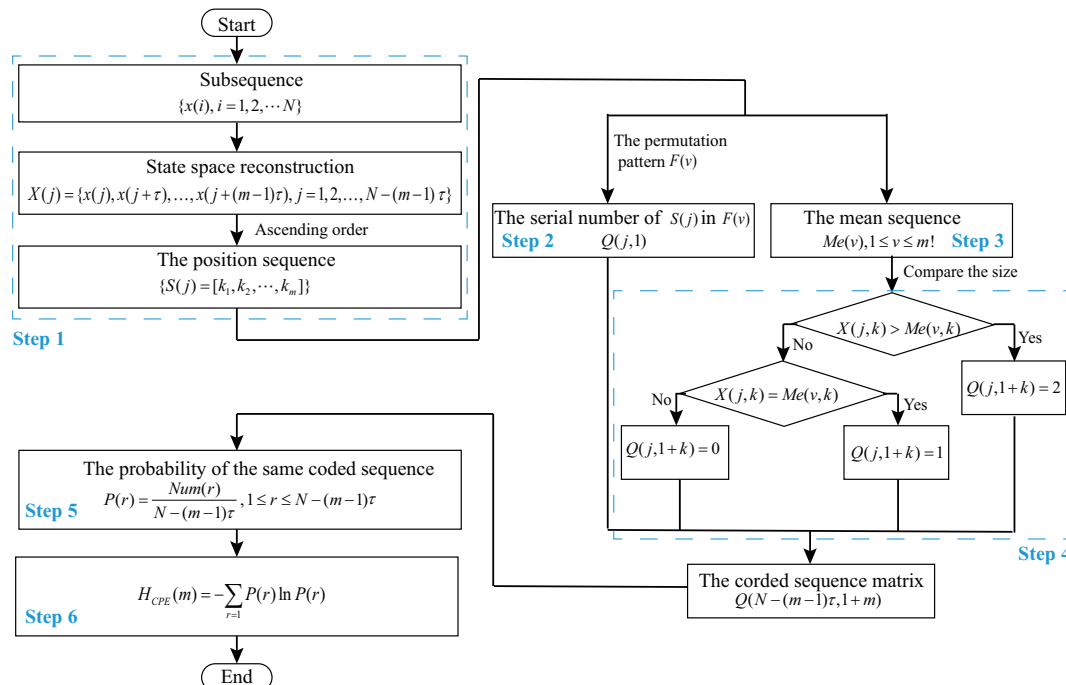 Start
Subsequence
{x(i), i = 1, 2, ⋯ N}
State space reconstruction
X(j) = {x(j), x(j+τ), …, x(j+(m−1)τ), j = 1, 2, …, N−(m−1)τ}
Ascending order
The position sequence
{S(j) = [k₁, k₂, ⋯, kₘ]}
Step 1
The permutation
pattern F(v)
The serial number of S(j) in F(v)
Step 2
Q(j,1)
The mean sequence
Me(v), 1 ≤ v ≤ m!
Step 3
Compare the size
X(j,k) > Me(v,k)
No
Yes
X(j,k) = Me(v,k)
Q(j,1+k) = 2
No
Yes
Q(j,1+k) = 0
Q(j,1+k) = 1
Step 4
The corded sequence matrix
Q(N−(m−1)τ, 1+m)
The probability of the same coded sequence
P(r) = Num(r) / N−(m−1)τ, 1 ≤ r ≤ N−(m−1)τ
Step 5
H_CPE(m) = −∑_{r=1} P(r) ln P(r)
Step 6
End